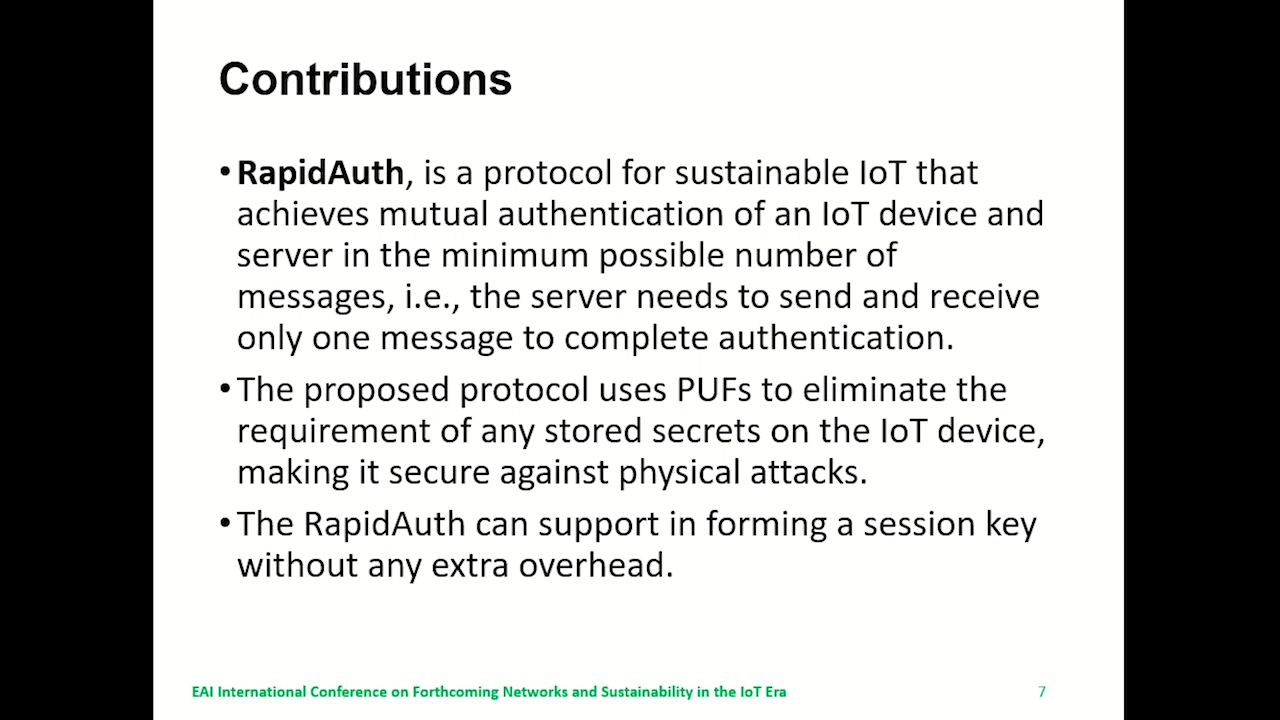 Contributions
• RapidAuth, is a protocol for sustainable IoT that
achieves mutual authentication of an IoT device and
server in the minimum possible number of
messages, i.e., the server needs to send and receive
only one message to complete authentication.
• The proposed protocol uses PUFs to eliminate the
requirement of any stored secrets on the IoT device,
making it secure against physical attacks.
• The RapidAuth can support in forming a session key
without any extra overhead.
EAI International Conference on Forthcoming Networks and Sustainability in the IoT Era
7